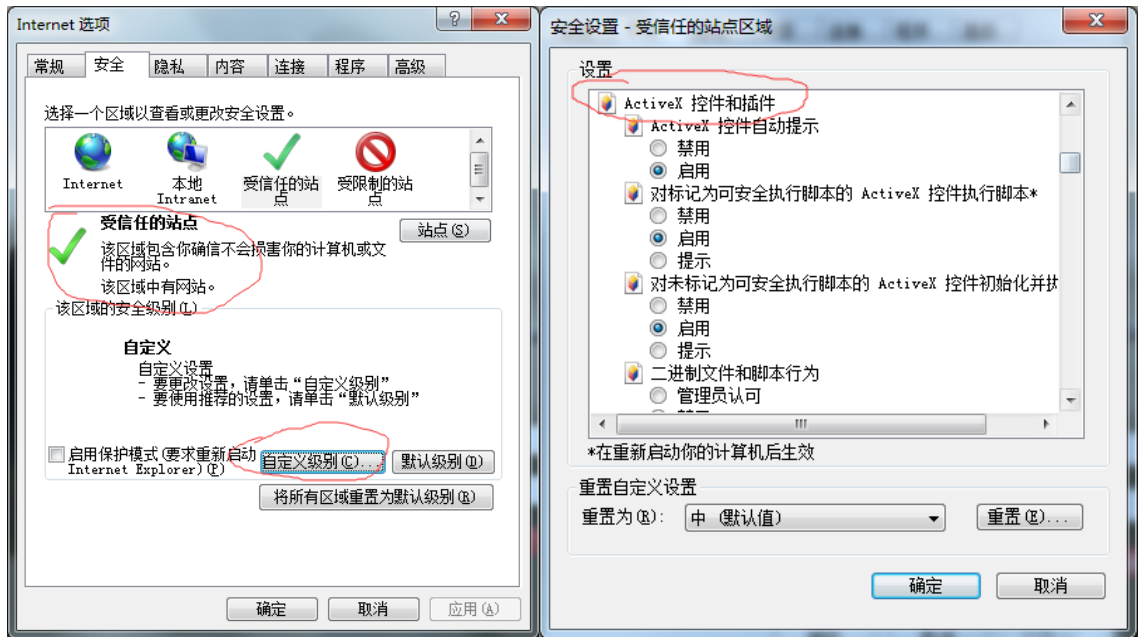 Internet 选项
常规 安全 隐私 内容 连接 程序 高级
选择一个区域以查看或更改安全设置。
Internet
本地
Intranet
受信任的站
点
受限制的站
点
受信任的站点
站点(S)
该区域包含你确信不会损害你的计算机或文
件的网站。
该区域中有网站。
该区域的安全级别(L)
自定义
自定义设置
- 要更改设置，请单击“自定义级别”
- 要使用推荐的设置，请单击“默认级别”
启用保护模式(要求重新启动
Internet Explorer)(P)
自定义级别(C)...
默认级别(D)
将所有区域重置为默认级别(R)
确定 取消 应用(A)
安全设置 - 受信任的站点区域
设置
ActiveX 控件和插件
ActiveX 控件自动提示
禁用
启用
对标记为可安全执行脚本的 ActiveX 控件执行脚本*
禁用
启用
提示
对未标记为可安全执行脚本的 ActiveX 控件初始化并执
禁用
启用
提示
二进制文件和脚本行为
管理员认可
*在重新启动你的计算机后生效
重置自定义设置
重置为(R): 中 (默认值) 重置(E)...
确定 取消